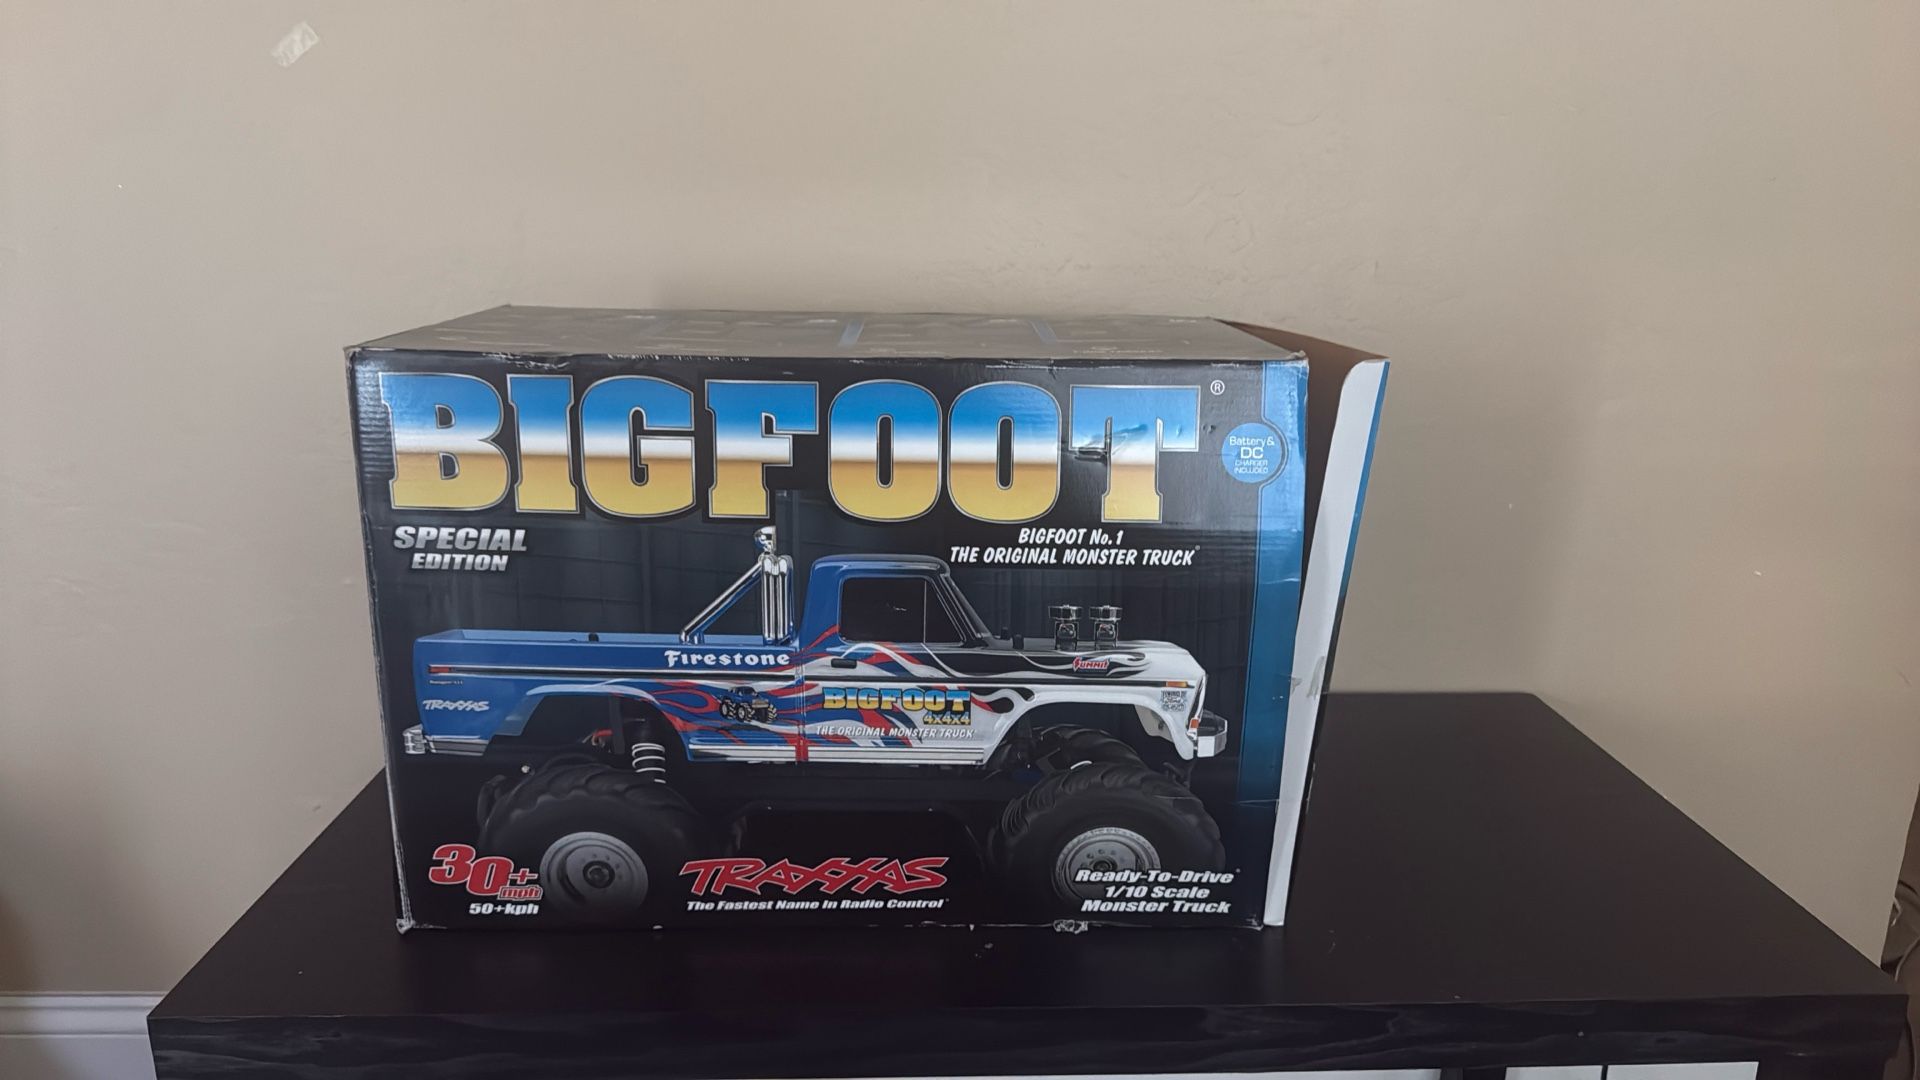 BIGFOOT®
Battery &
DC
CHARGER
INCLUDED
SPECIAL
EDITION
BIGFOOT No.1
THE ORIGINAL MONSTER TRUCK®
Firestone
SUMMIT
BIGFOOT
4x4x4
TRAXXAS
THE ORIGINAL MONSTER TRUCK
30+
mph
50+kph
TRAXXAS
The Fastest Name In Radio Control
Ready-To-Drive®
1/10 Scale
Monster Truck